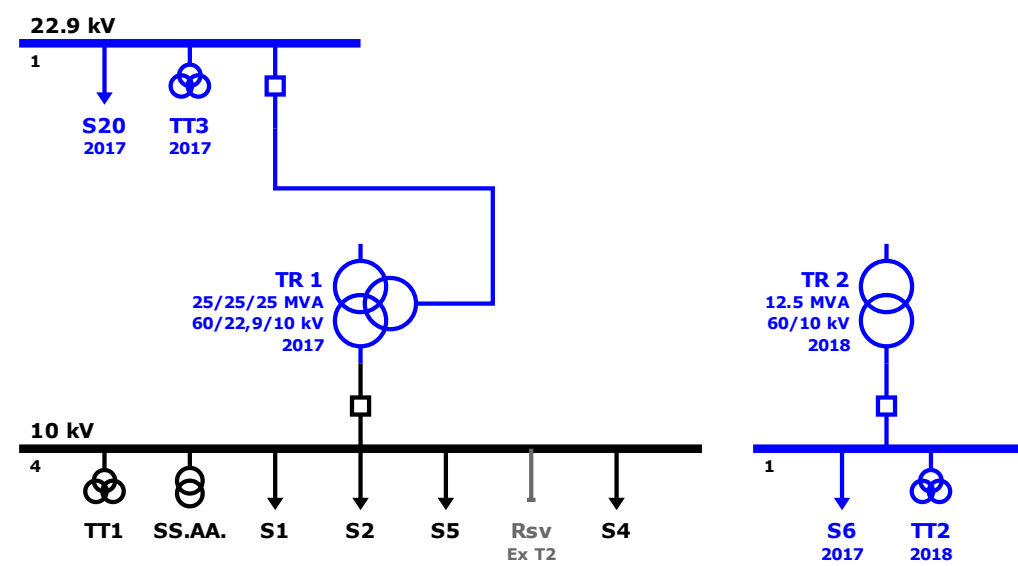 22.9 kV
1
S20
2017
TT3
2017
TR 1
25/25/25 MVA
60/22,9/10 kV
2017
TR 2
12.5 MVA
60/10 kV
2018
10 kV
4
TT1
SS.AA.
S1
S2
S5
Rsv
Ex T2
S4
1
S6
2017
TT2
2018